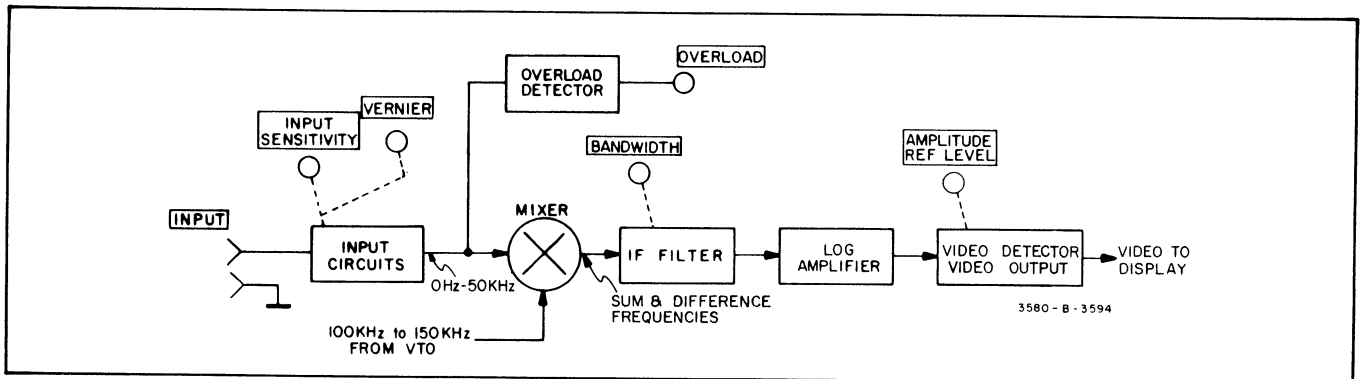 OVERLOAD
OVERLOAD
DETECTOR
VERNIER
INPUT
SENSITIVITY
BANDWIDTH
AMPLITUDE
REF LEVEL
MIXER
INPUT
INPUT
CIRCUITS
IF FILTER
LOG
AMPLIFIER
VIDEO DETECTOR
VIDEO OUTPUT
VIDEO TO
DISPLAY
0Hz-50KHz
SUM & DIFFERENCE
FREQUENCIES
100KHz to 150KHz
FROM VTO
3580-B-3594